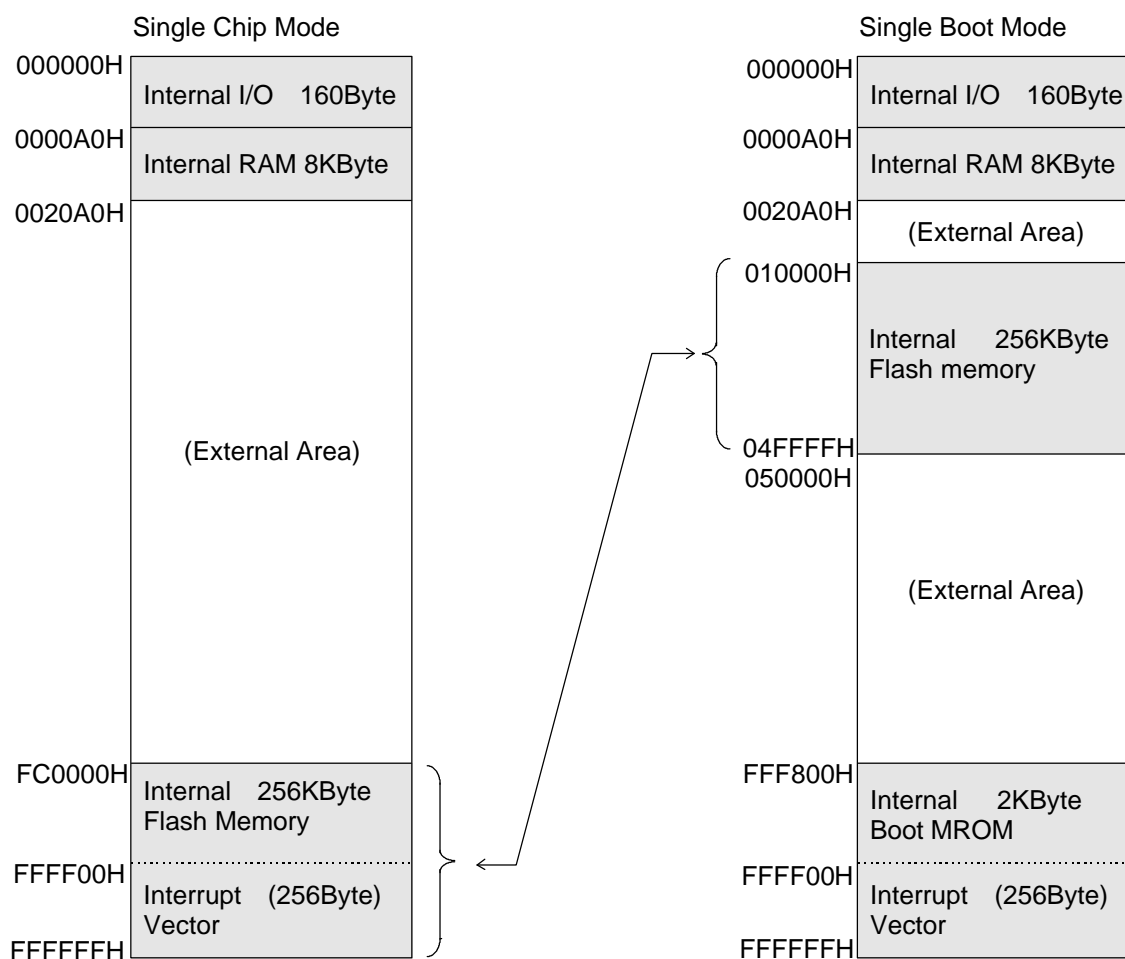 Single Chip Mode
000000H
Internal I/O 160Byte
0000A0H
Internal RAM 8KByte
0020A0H
(External Area)
FC0000H
Internal 256KByte
Flash Memory
FFFF00H
Interrupt (256Byte)
Vector
FFFFFFH
Single Boot Mode
000000H
Internal I/O 160Byte
0000A0H
Internal RAM 8KByte
0020A0H
(External Area)
010000H
Internal 256KByte
Flash memory
04FFFFH
050000H
(External Area)
FFF800H
Internal 2KByte
Boot MROM
FFFF00H
Interrupt (256Byte)
Vector
FFFFFFH